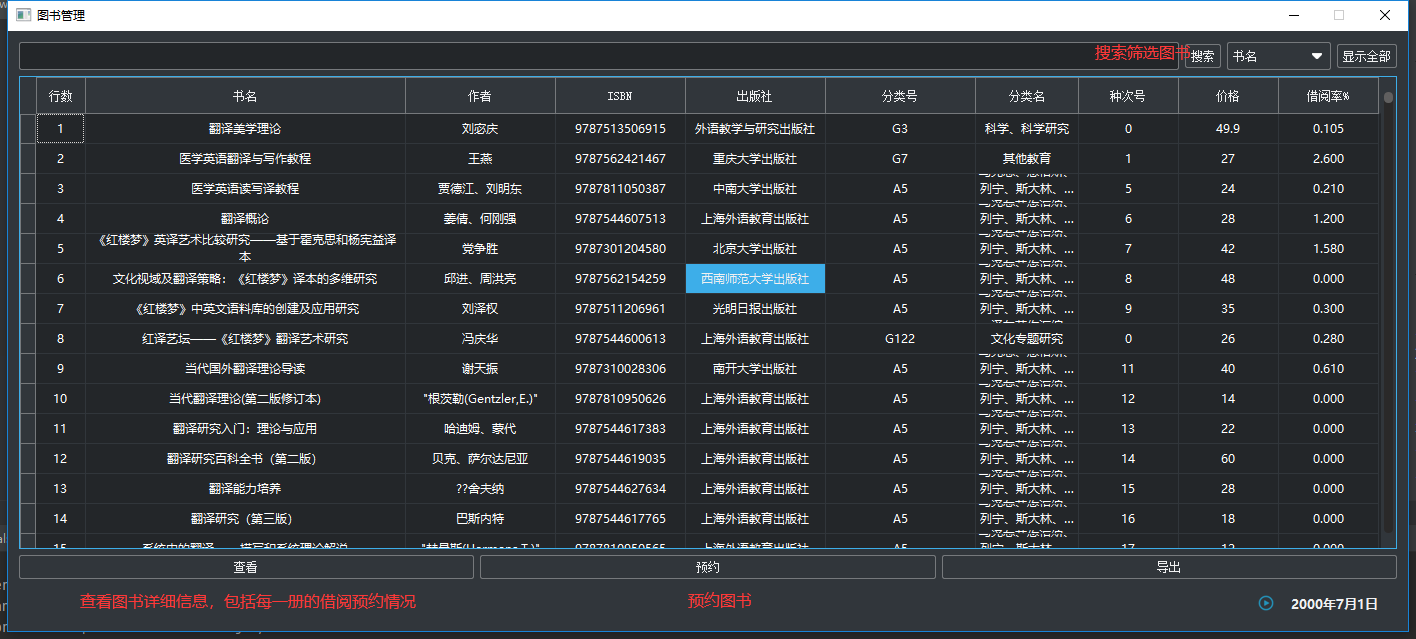 图书管理
搜索筛选图书 搜索 书名 显示全部
行数 书名 作者 ISBN 出版社 分类号 分类名 种次号 价格 借阅率%
1 翻译美学理论 刘宓庆 9787513506915 外语教学与研究出版社 G3 科学、科学研究 0 49.9 0.105
2 医学英语翻译与写作教程 王燕 9787562421467 重庆大学出版社 G7 其他教育 1 27 2.600
3 医学英语读写译教程 贾德江、刘明东 9787811050387 中南大学出版社 A5 列宁、斯大林、... 5 24 0.210
4 翻译概论 姜倩、何刚强 9787544607513 上海外语教育出版社 A5 列宁、斯大林、... 6 28 1.200
5 《红楼梦》英译艺术比较研究——基于霍克思和杨宪益译 党争胜 9787301204580 北京大学出版社 A5 列宁、斯大林、... 7 42 1.580
本
6 文化视域及翻译策略：《红楼梦》译本的多维研究 邱进、周洪亮 9787562154259 西南师范大学出版社 A5 列宁、斯大林、... 8 48 0.000
7 《红楼梦》中英文语料库的创建及应用研究 刘泽权 9787511206961 光明日报出版社 A5 列宁、斯大林、... 9 35 0.300
8 红译艺坛——《红楼梦》翻译艺术研究 冯庆华 9787544600613 上海外语教育出版社 G122 文化专题研究 0 26 0.280
9 当代国外翻译理论导读 谢天振 9787310028306 南开大学出版社 A5 列宁、斯大林、... 11 40 0.610
10 当代翻译理论(第二版修订本) "根茨勒(Gentzler,E.)" 9787810950626 上海外语教育出版社 A5 列宁、斯大林、... 12 14 0.000
11 翻译研究入门：理论与应用 哈迪姆、蒙代 9787544617383 上海外语教育出版社 A5 列宁、斯大林、... 13 22 0.000
12 翻译研究百科全书（第二版） 贝克、萨尔达尼亚 9787544619035 上海外语教育出版社 A5 列宁、斯大林、... 14 60 0.000
13 翻译能力培养 ??舍夫纳 9787544627634 上海外语教育出版社 A5 列宁、斯大林、... 15 28 0.000
14 翻译研究（第三版） 巴斯内特 9787544617765 上海外语教育出版社 A5 列宁、斯大林、... 16 18 0.000
查看 预约 导出
查看图书详细信息，包括每一册的借阅预约情况 预约图书
2000年7月1日